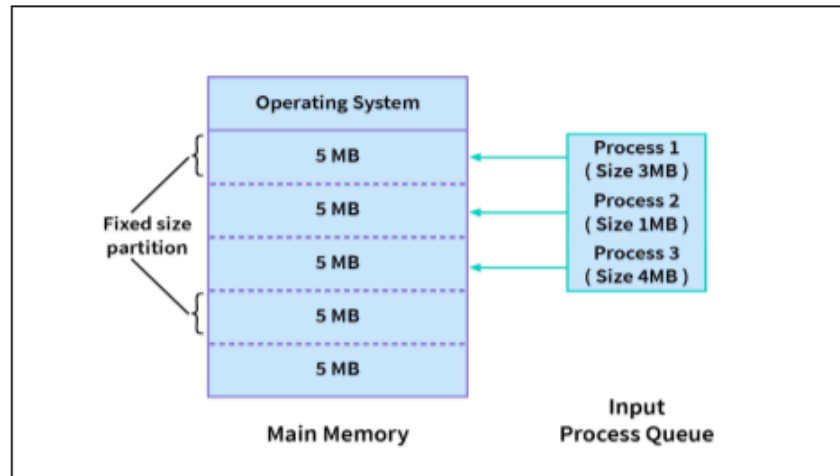 Operating System
5 MB
5 MB
5 MB
5 MB
5 MB
Fixed size
partition
Process 1
( Size 3MB )
Process 2
( Size 1MB )
Process 3
( Size 4MB )
Main Memory
Input
Process Queue